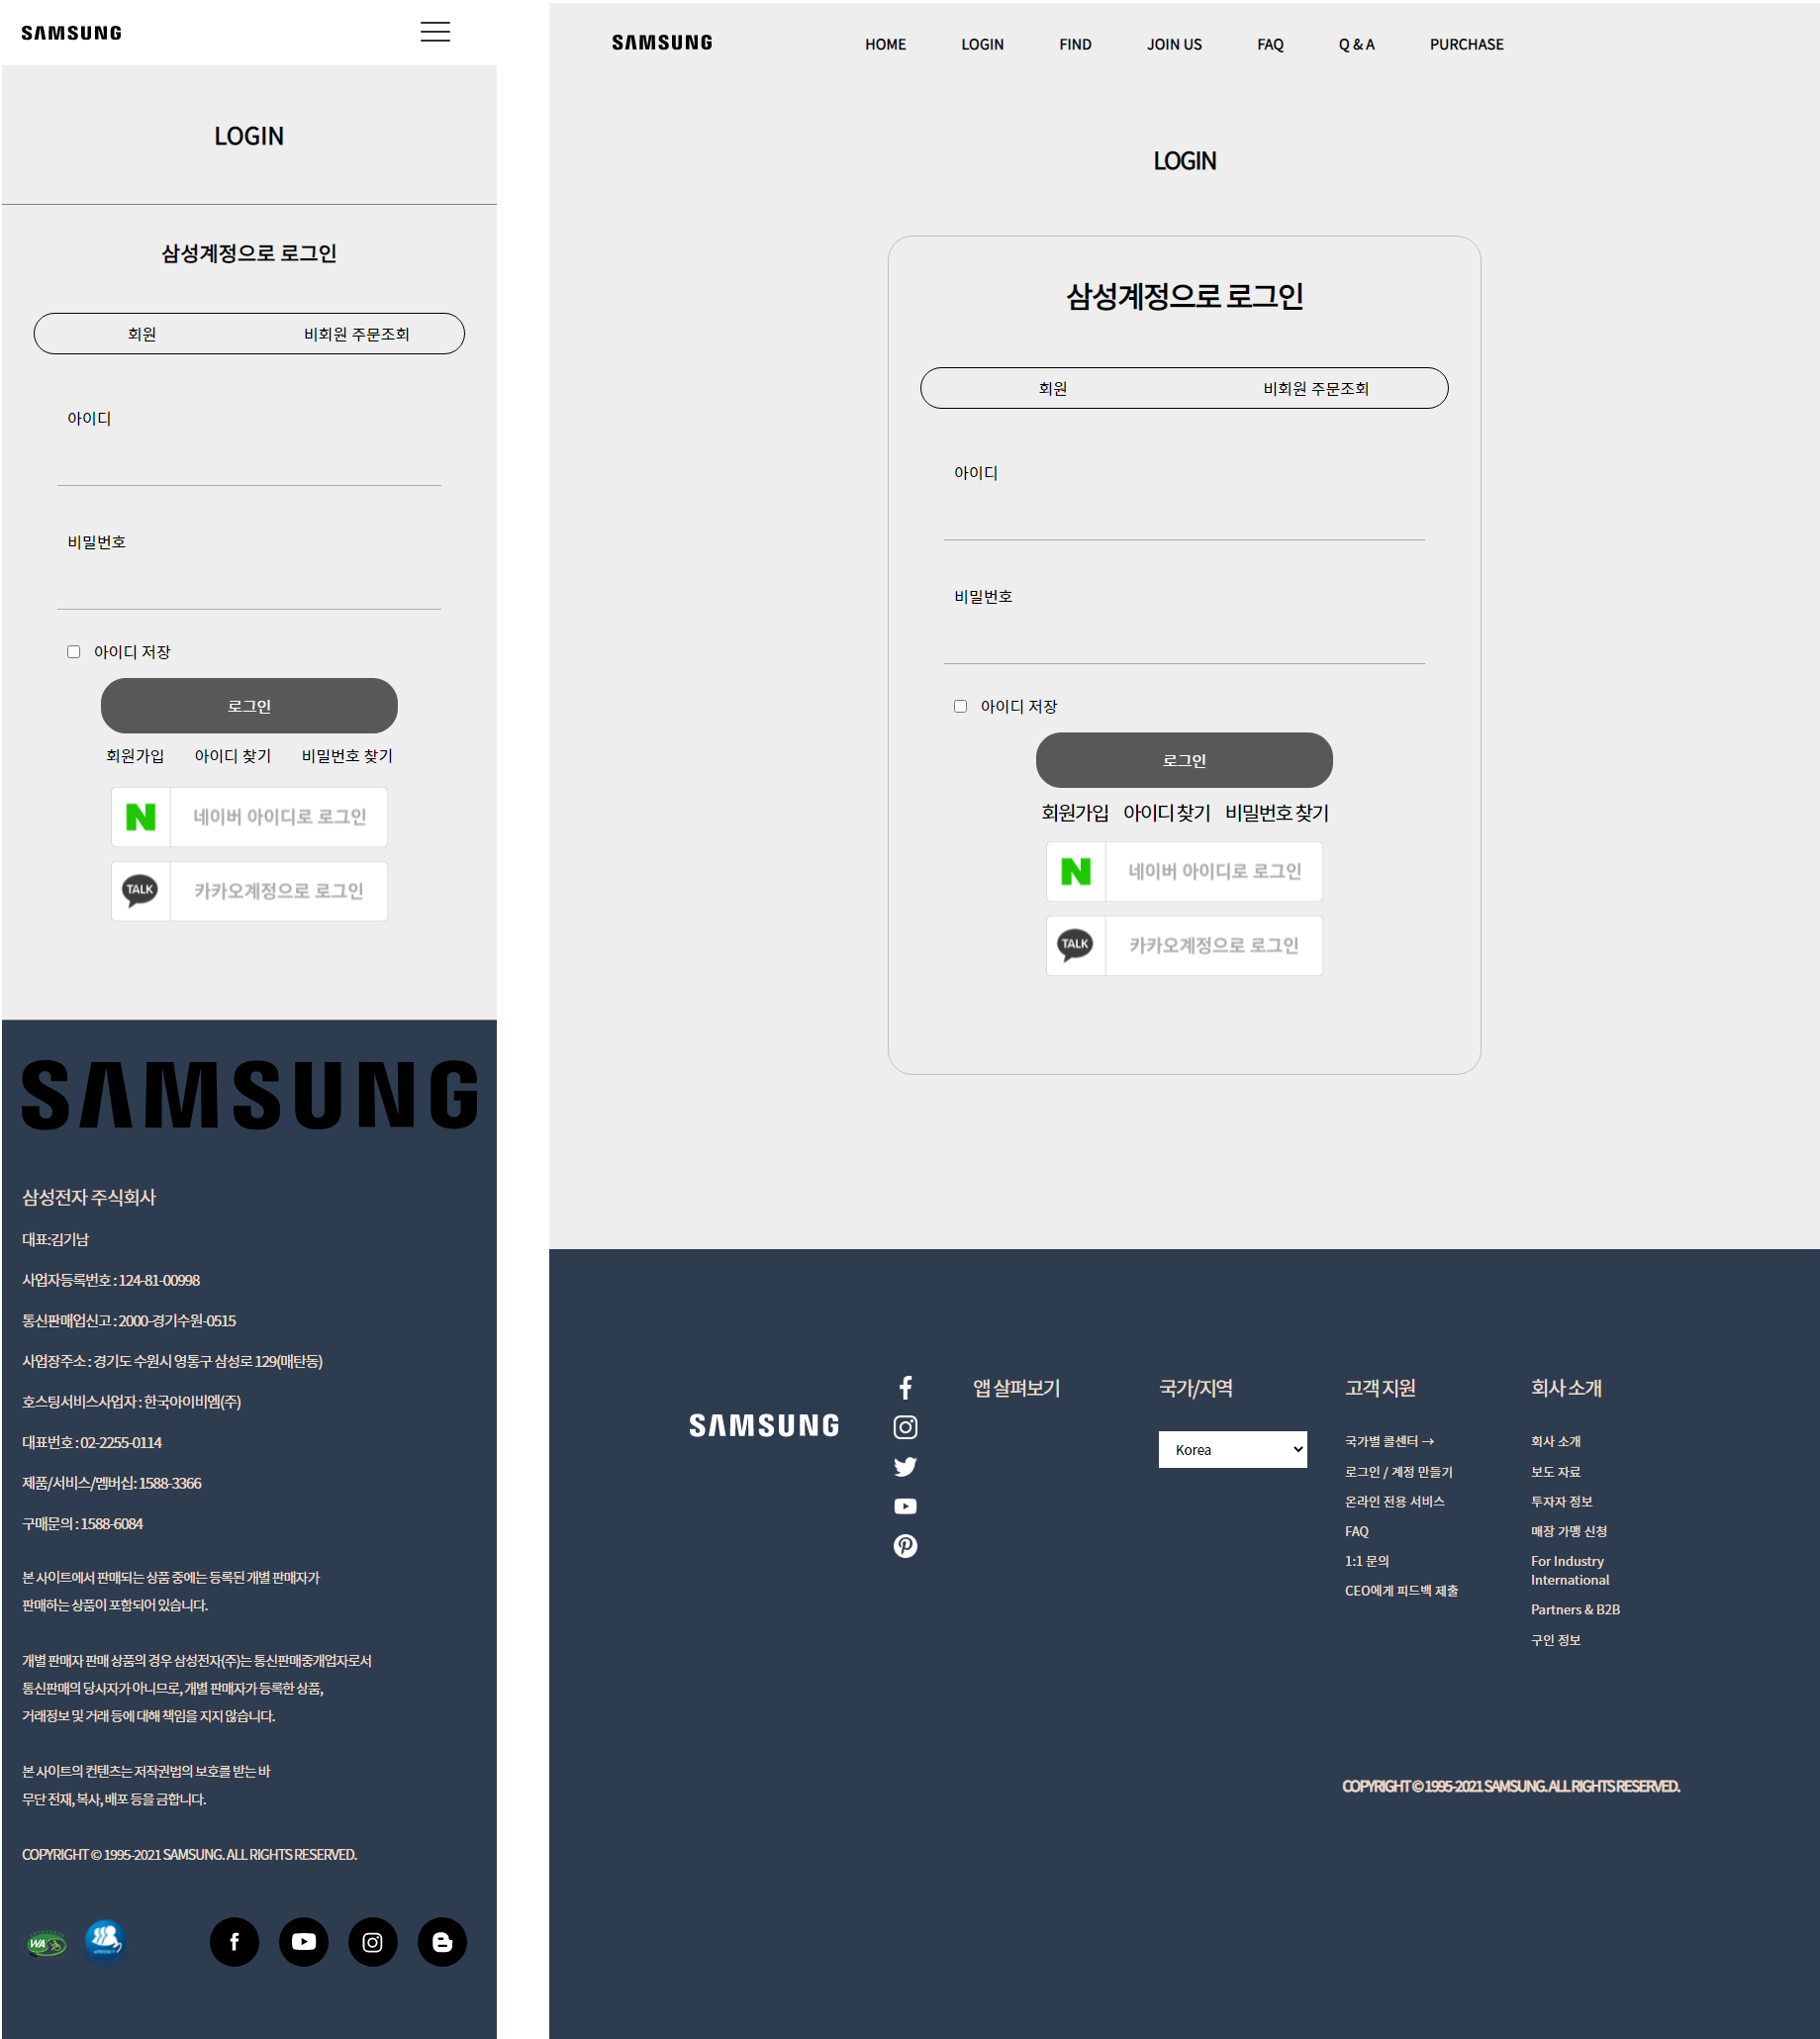 SAMSUNG
LOGIN
삼성계정으로 로그인
회원 비회원 주문조회
아이디
비밀번호
아이디 저장
로그인
회원가입 아이디 찾기 비밀번호 찾기
N 네이버 아이디로 로그인
TALK 카카오계정으로 로그인
SAMSUNG
삼성전자 주식회사
대표:김기남
사업자등록번호 : 124-81-00998
통신판매업신고 : 2000-경기수원-0515
사업장주소 : 경기도 수원시 영통구 삼성로 129(매탄동)
호스팅서비스사업자 : 한국아이비엠(주)
대표번호 : 02-2255-0114
제품/서비스/멤버십: 1588-3366
구매문의 : 1588-6084
본 사이트에서 판매되는 상품 중에는 등록된 개별 판매자가
판매하는 상품이 포함되어 있습니다.
개별 판매자 판매 상품의 경우 삼성전자(주)는 통신판매중개업자로서
통신판매의 당사자가 아니므로, 개별 판매자가 등록한 상품,
거래정보 및 거래 등에 대해 책임을 지지 않습니다.
본 사이트의 컨텐츠는 저작권법의 보호를 받는 바
무단 전재, 복사, 배포 등을 금합니다.
COPYRIGHT © 1995-2021 SAMSUNG. ALL RIGHTS RESERVED.
WA
SAMSUNG HOME LOGIN FIND JOIN US FAQ Q & A PURCHASE
LOGIN
삼성계정으로 로그인
회원 비회원 주문조회
아이디
비밀번호
아이디 저장
로그인
회원가입 아이디 찾기 비밀번호 찾기
N 네이버 아이디로 로그인
TALK 카카오계정으로 로그인
SAMSUNG
앱 살펴보기
국가/지역
Korea
고객 지원
국가별 콜센터 →
로그인 / 계정 만들기
온라인 전용 서비스
FAQ
1:1 문의
CEO에게 피드백 제출
회사 소개
회사 소개
보도 자료
투자자 정보
매장 가맹 신청
For Industry
International
Partners & B2B
구인 정보
COPYRIGHT © 1995-2021 SAMSUNG. ALL RIGHTS RESERVED.